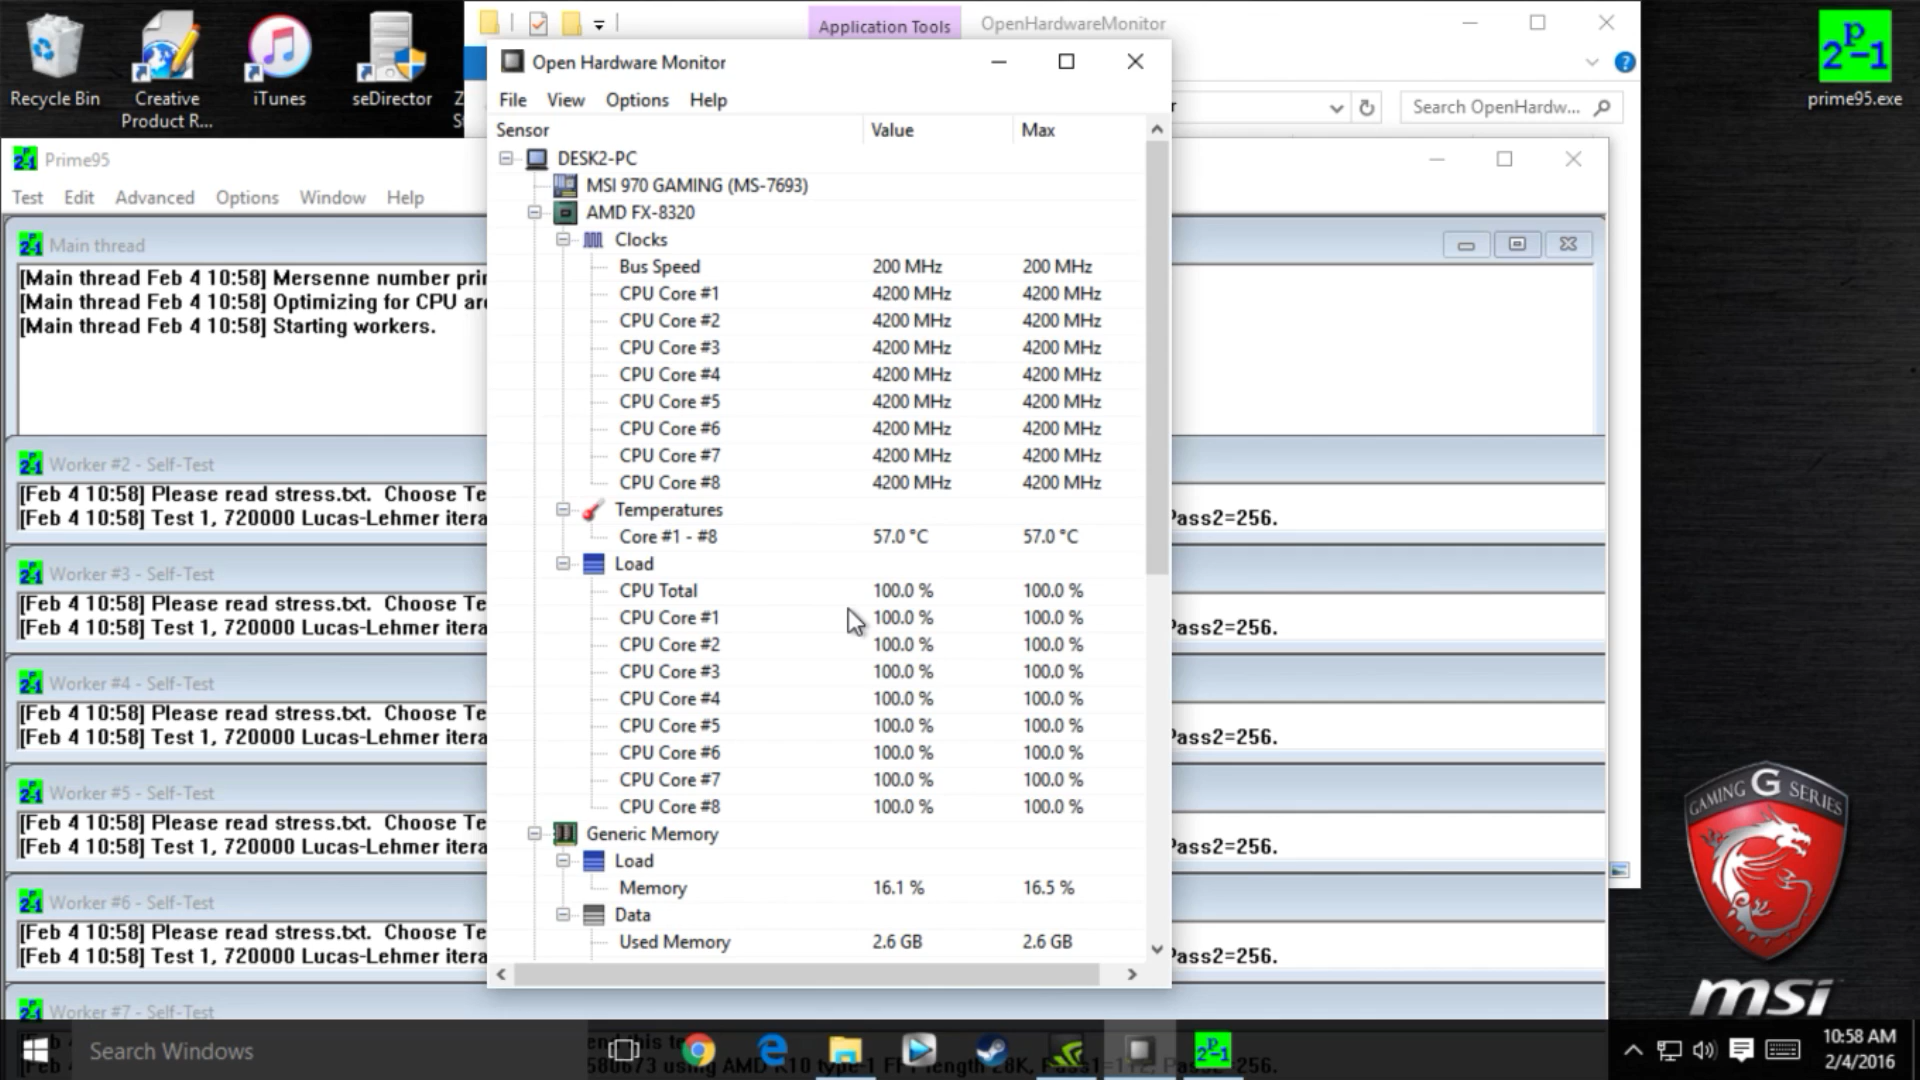 Recycle Bin
Creative
Product R...
iTunes
seDirector
Application Tools
OpenHardwareMonitor
Search OpenHardw...
prime95.exe
Open Hardware Monitor
File View Options Help
Sensor Value Max
DESK2-PC
MSI 970 GAMING (MS-7693)
AMD FX-8320
Clocks
Bus Speed 200 MHz 200 MHz
CPU Core #1 4200 MHz 4200 MHz
CPU Core #2 4200 MHz 4200 MHz
CPU Core #3 4200 MHz 4200 MHz
CPU Core #4 4200 MHz 4200 MHz
CPU Core #5 4200 MHz 4200 MHz
CPU Core #6 4200 MHz 4200 MHz
CPU Core #7 4200 MHz 4200 MHz
CPU Core #8 4200 MHz 4200 MHz
Temperatures
Core #1 - #8 57.0 °C 57.0 °C
Load
CPU Total 100.0 % 100.0 %
CPU Core #1 100.0 % 100.0 %
CPU Core #2 100.0 % 100.0 %
CPU Core #3 100.0 % 100.0 %
CPU Core #4 100.0 % 100.0 %
CPU Core #5 100.0 % 100.0 %
CPU Core #6 100.0 % 100.0 %
CPU Core #7 100.0 % 100.0 %
CPU Core #8 100.0 % 100.0 %
Generic Memory
Load
Memory 16.1 % 16.5 %
Data
Used Memory 2.6 GB 2.6 GB
Prime95
Test Edit Advanced Options Window Help
Main thread
[Main thread Feb 4 10:58] Mersenne number pri
[Main thread Feb 4 10:58] Optimizing for CPU
[Main thread Feb 4 10:58] Starting workers.
Worker #2 - Self-Test
[Feb 4 10:58] Please read stress.txt. Choose Te
[Feb 4 10:58] Test 1, 720000 Lucas-Lehmer itera Pass2=256.
Worker #3 - Self-Test
[Feb 4 10:58] Please read stress.txt. Choose Te
[Feb 4 10:58] Test 1, 720000 Lucas-Lehmer itera Pass2=256.
Worker #4 - Self-Test
[Feb 4 10:58] Please read stress.txt. Choose Te
[Feb 4 10:58] Test 1, 720000 Lucas-Lehmer itera Pass2=256.
Worker #5 - Self-Test
[Feb 4 10:58] Please read stress.txt. Choose Te
[Feb 4 10:58] Test 1, 720000 Lucas-Lehmer itera Pass2=256.
Worker #6 - Self-Test
[Feb 4 10:58] Please read stress.txt. Choose Te
[Feb 4 10:58] Test 1, 720000 Lucas-Lehmer itera Pass2=256.
Worker #7 - Self-Test
GAMING G SERIES
msi
Search Windows
10:58 AM
2/4/2016